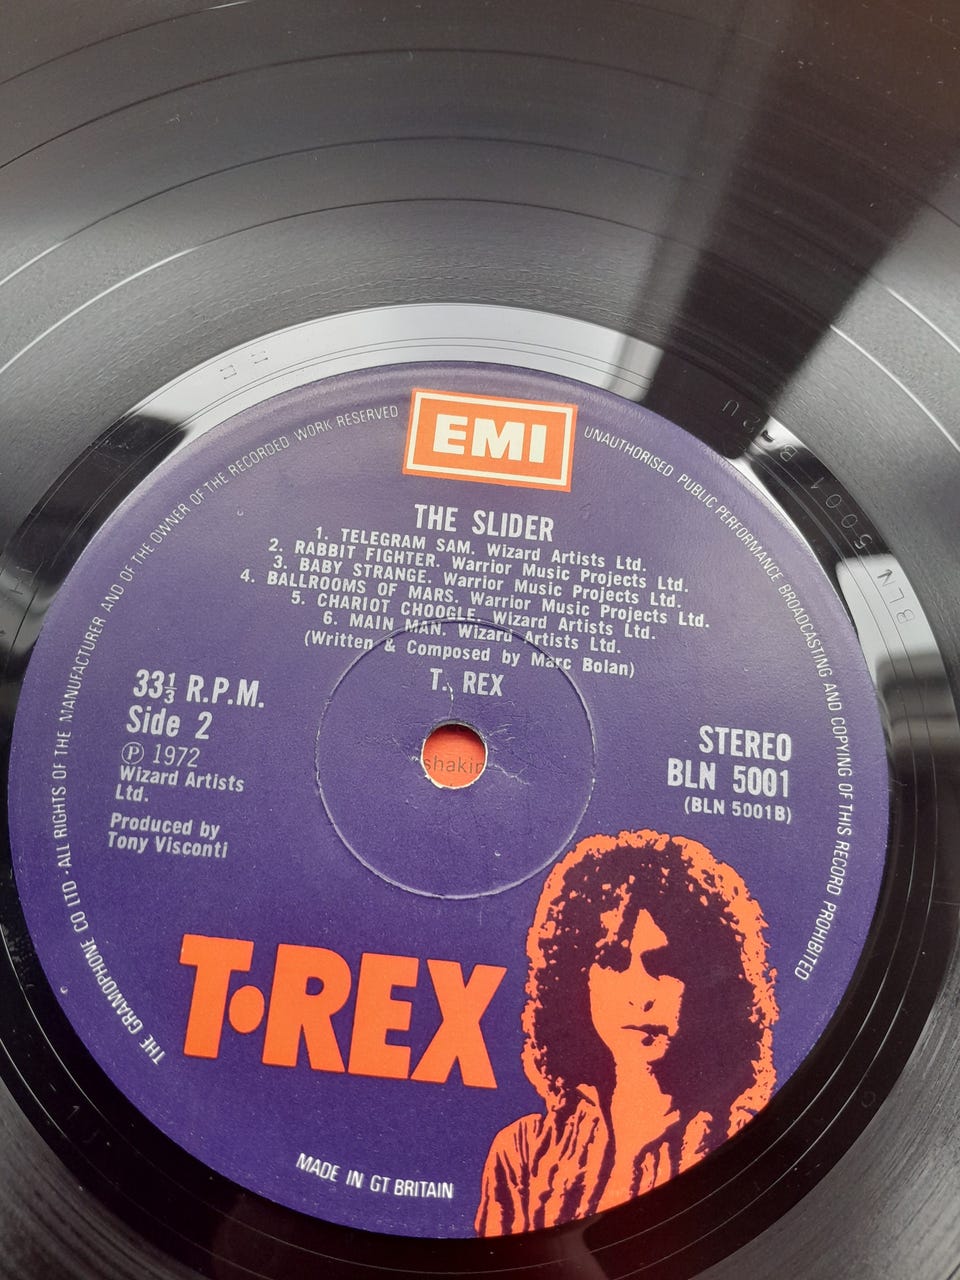 EMI
THE GRAMOPHONE CO LTD · ALL RIGHTS OF THE MANUFACTURER AND OF THE OWNER OF THE RECORDED WORK RESERVED
UNAUTHORISED PUBLIC PERFORMANCE BROADCASTING AND COPYING OF THIS RECORD PROHIBITED
THE SLIDER
1. TELEGRAM SAM. Wizard Artists Ltd.
2. RABBIT FIGHTER. Warrior Music Projects Ltd.
3. BABY STRANGE. Warrior Music Projects Ltd.
4. BALLROOMS OF MARS. Warrior Music Projects Ltd.
5. CHARIOT CHOOGLE. Wizard Artists Ltd.
6. MAIN MAN. Wizard Artists Ltd.
(Written & Composed by Marc Bolan)
T. REX
33⅓ R.P.M.
Side 2
Ⓟ 1972
Wizard Artists
Ltd.
Produced by
Tony Visconti
STEREO
BLN 5001
(BLN 5001B)
shakin
T·REX
MADE IN GT BRITAIN
BLN 5001